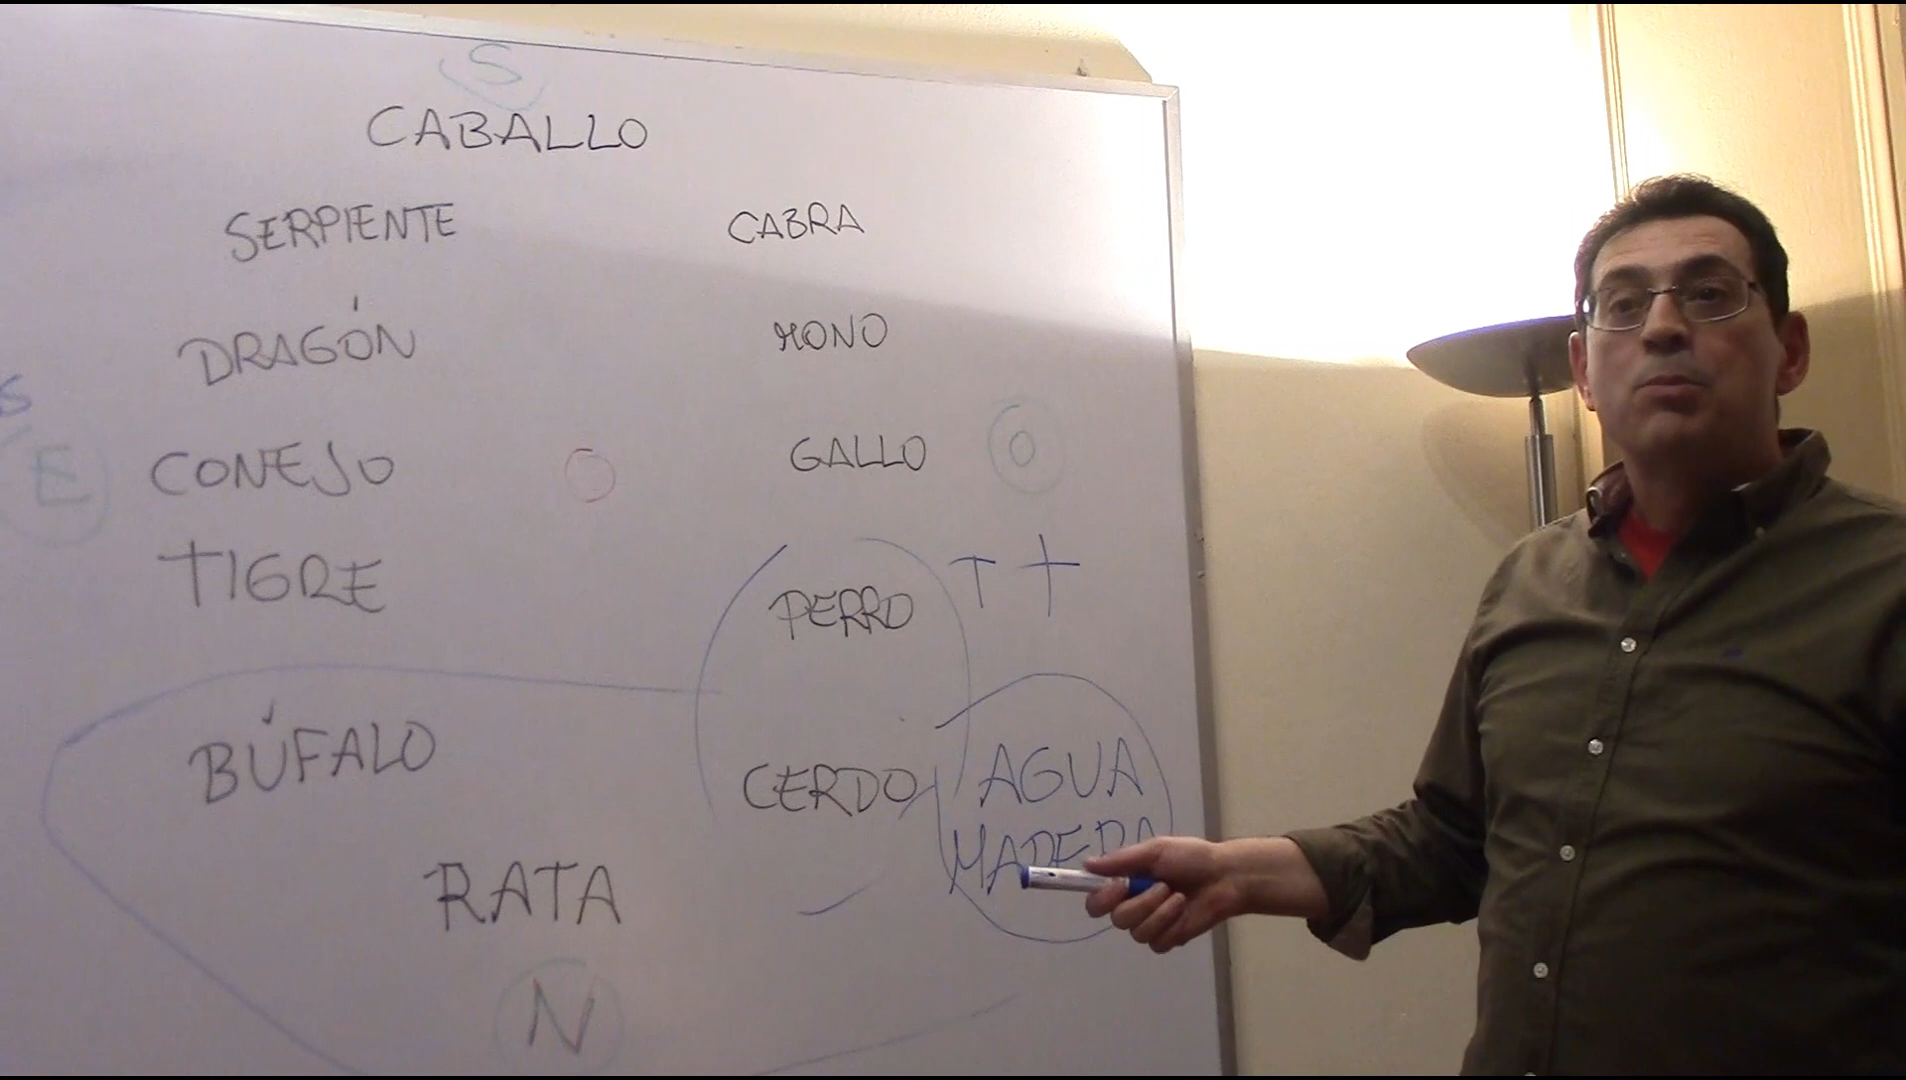 S
CABALLO
SERPIENTE CABRA
DRAGÓN MONO
S
E CONEJO GALLO O
TIGRE
PERRO T +
BÚFALO
CERDO AGUA
MADERA
RATA
N